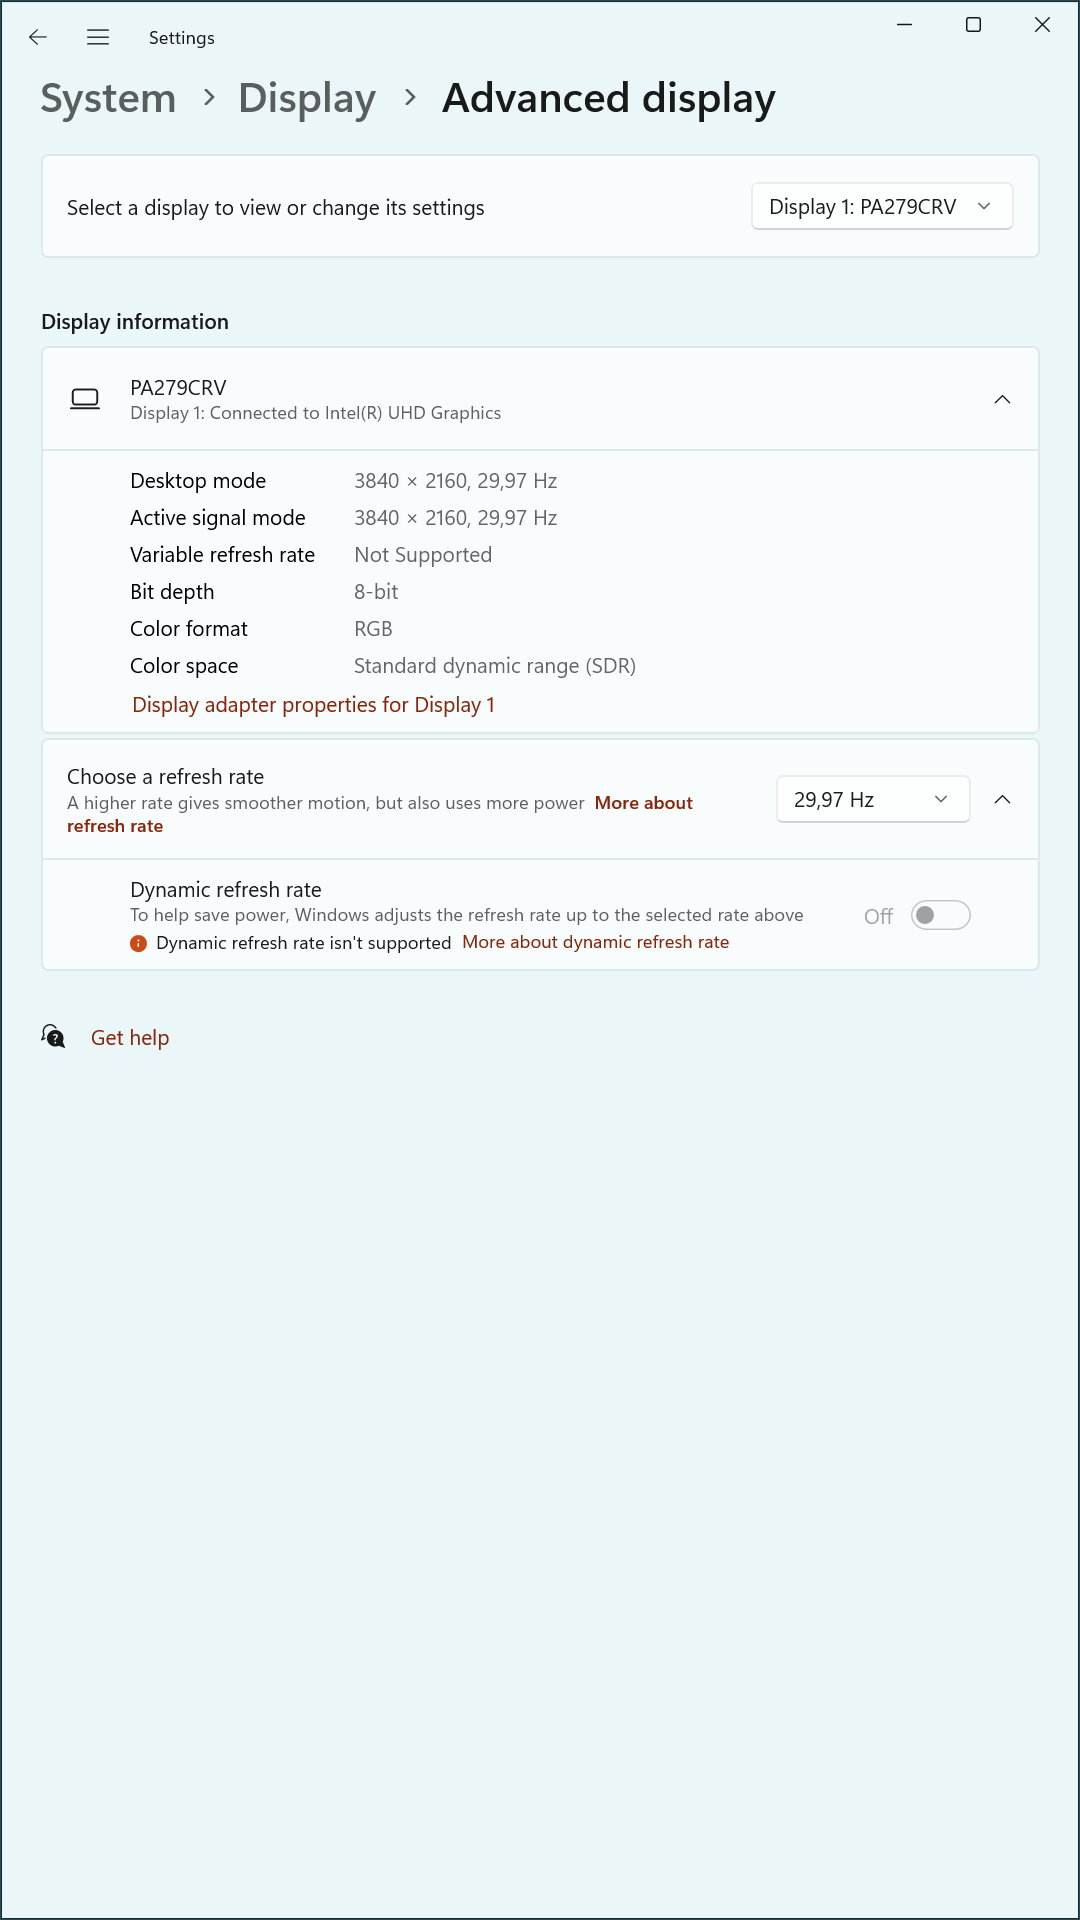 Settings
System > Display > Advanced display
Select a display to view or change its settings
Display 1: PA279CRV
Display information
PA279CRV
Display 1: Connected to Intel(R) UHD Graphics
Desktop mode 3840 × 2160, 29,97 Hz
Active signal mode 3840 × 2160, 29,97 Hz
Variable refresh rate Not Supported
Bit depth 8-bit
Color format RGB
Color space Standard dynamic range (SDR)
Display adapter properties for Display 1
Choose a refresh rate
A higher rate gives smoother motion, but also uses more power More about
refresh rate
29,97 Hz
Dynamic refresh rate
To help save power, Windows adjusts the refresh rate up to the selected rate above
Off
Dynamic refresh rate isn't supported More about dynamic refresh rate
Get help